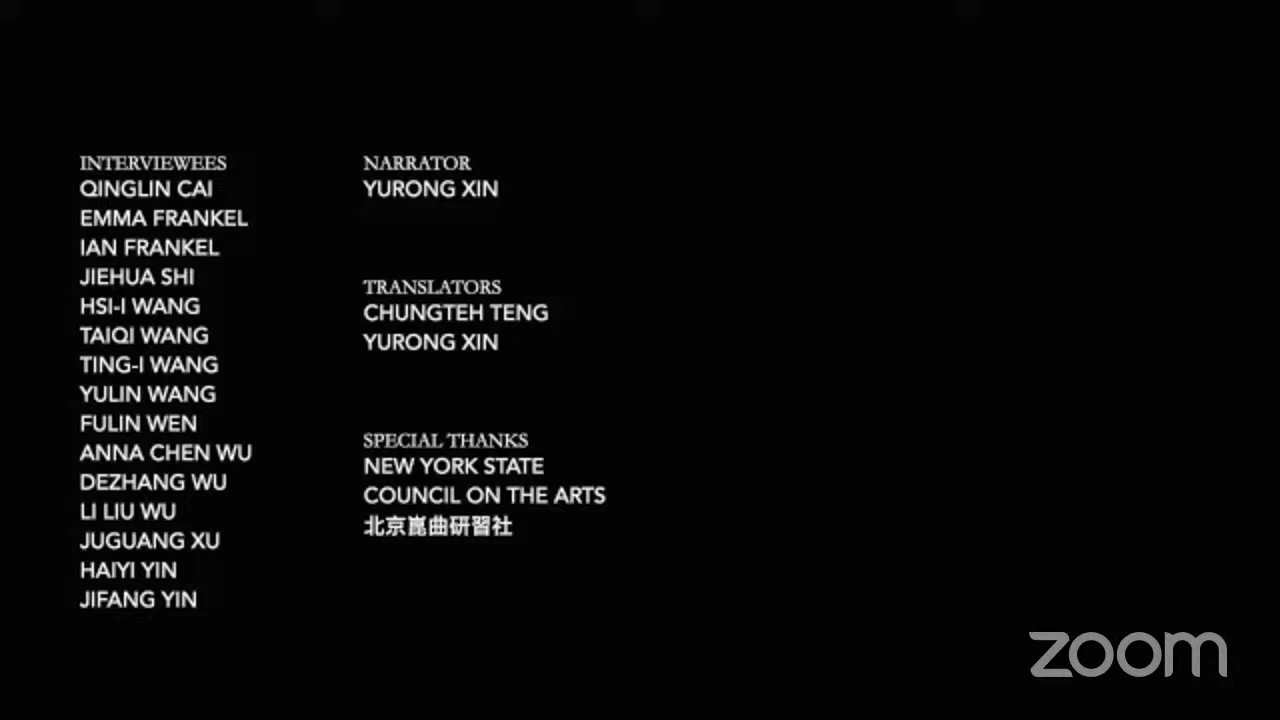 INTERVIEWEES
QINGLIN CAI
EMMA FRANKEL
IAN FRANKEL
JIEHUA SHI
HSI-I WANG
TAIQI WANG
TING-I WANG
YULIN WANG
FULIN WEN
ANNA CHEN WU
DEZHANG WU
LI LIU WU
JUGUANG XU
HAIYI YIN
JIFANG YIN
NARRATOR
YURONG XIN
TRANSLATORS
CHUNGTEH TENG
YURONG XIN
SPECIAL THANKS
NEW YORK STATE
COUNCIL ON THE ARTS
北京崑曲研習社
zoom